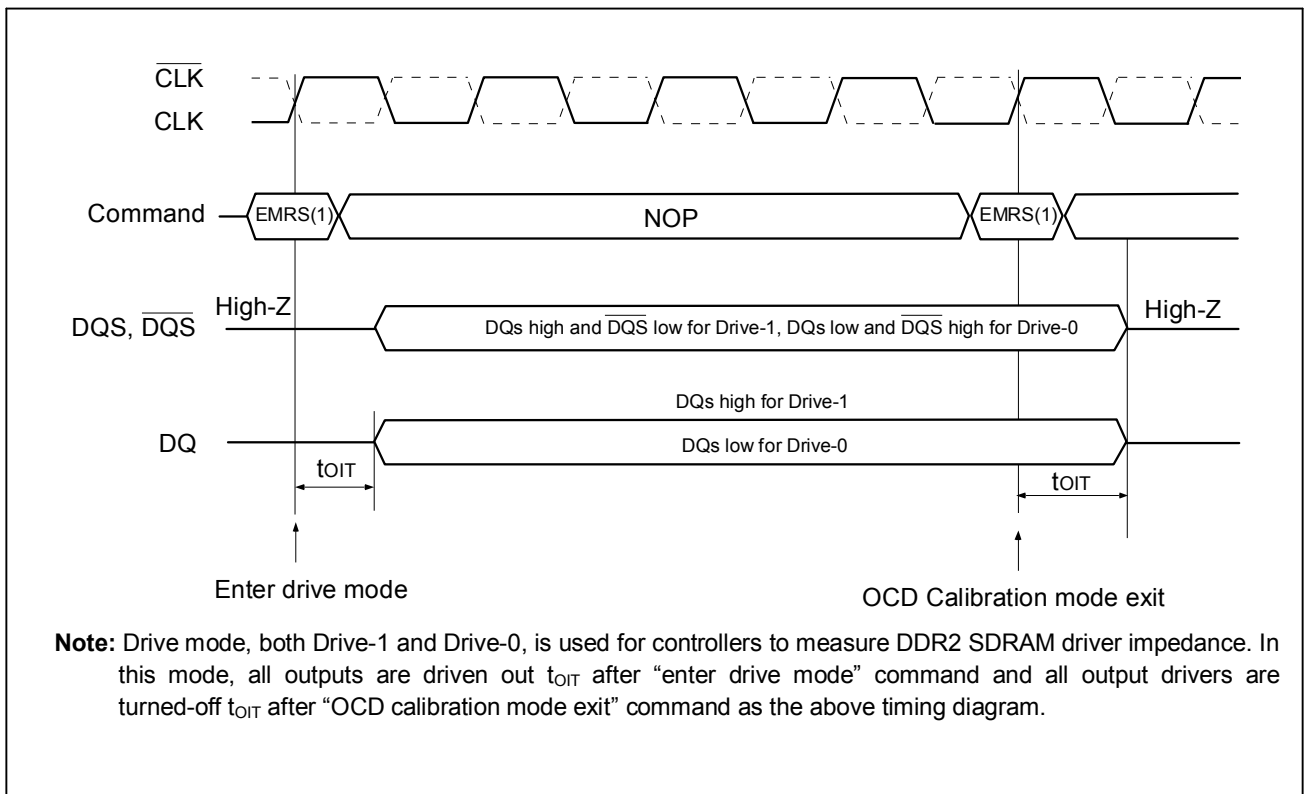 CLK
CLK
Command
EMRS(1)
NOP
EMRS(1)
High-Z
High-Z
DQS, DQS
DQs high and DQS low for Drive-1, DQs low and DQS high for Drive-0
DQs high for Drive-1
DQ
DQs low for Drive-0
tOIT
tOIT
Enter drive mode
OCD Calibration mode exit
Note: Drive mode, both Drive-1 and Drive-0, is used for controllers to measure DDR2 SDRAM driver impedance. In
this mode, all outputs are driven out tOIT after “enter drive mode” command and all output drivers are
turned-off tOIT after “OCD calibration mode exit” command as the above timing diagram.